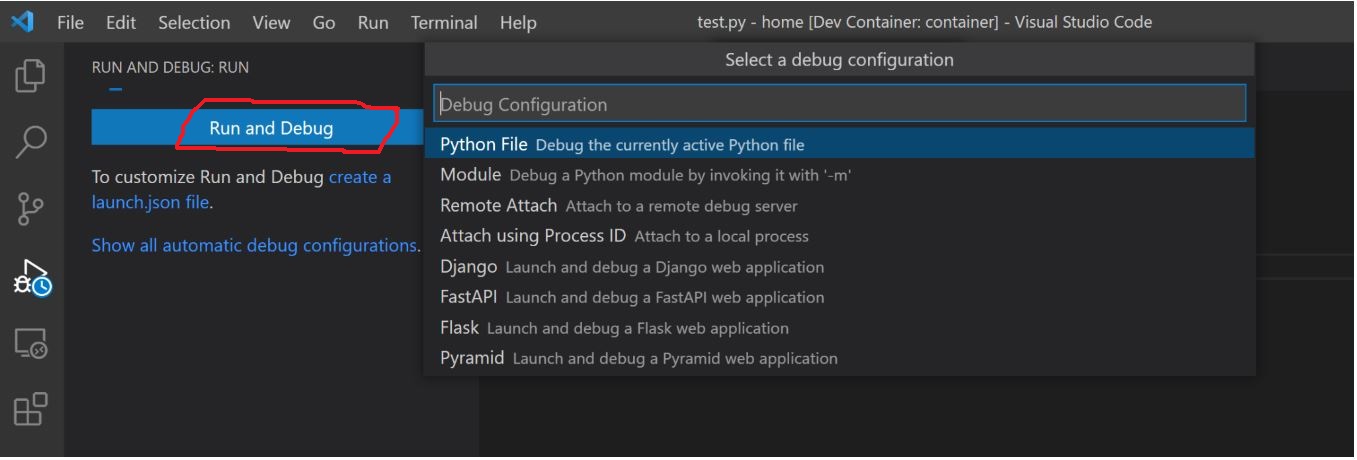 File Edit Selection View Go Run Terminal Help test.py - home [Dev Container: container] - Visual Studio Code
RUN AND DEBUG: RUN
Run and Debug
To customize Run and Debug create a
launch.json file.
Show all automatic debug configurations.
Select a debug configuration
Debug Configuration
Python File Debug the currently active Python file
Module Debug a Python module by invoking it with '-m'
Remote Attach Attach to a remote debug server
Attach using Process ID Attach to a local process
Django Launch and debug a Django web application
FastAPI Launch and debug a FastAPI web application
Flask Launch and debug a Flask web application
Pyramid Launch and debug a Pyramid web application